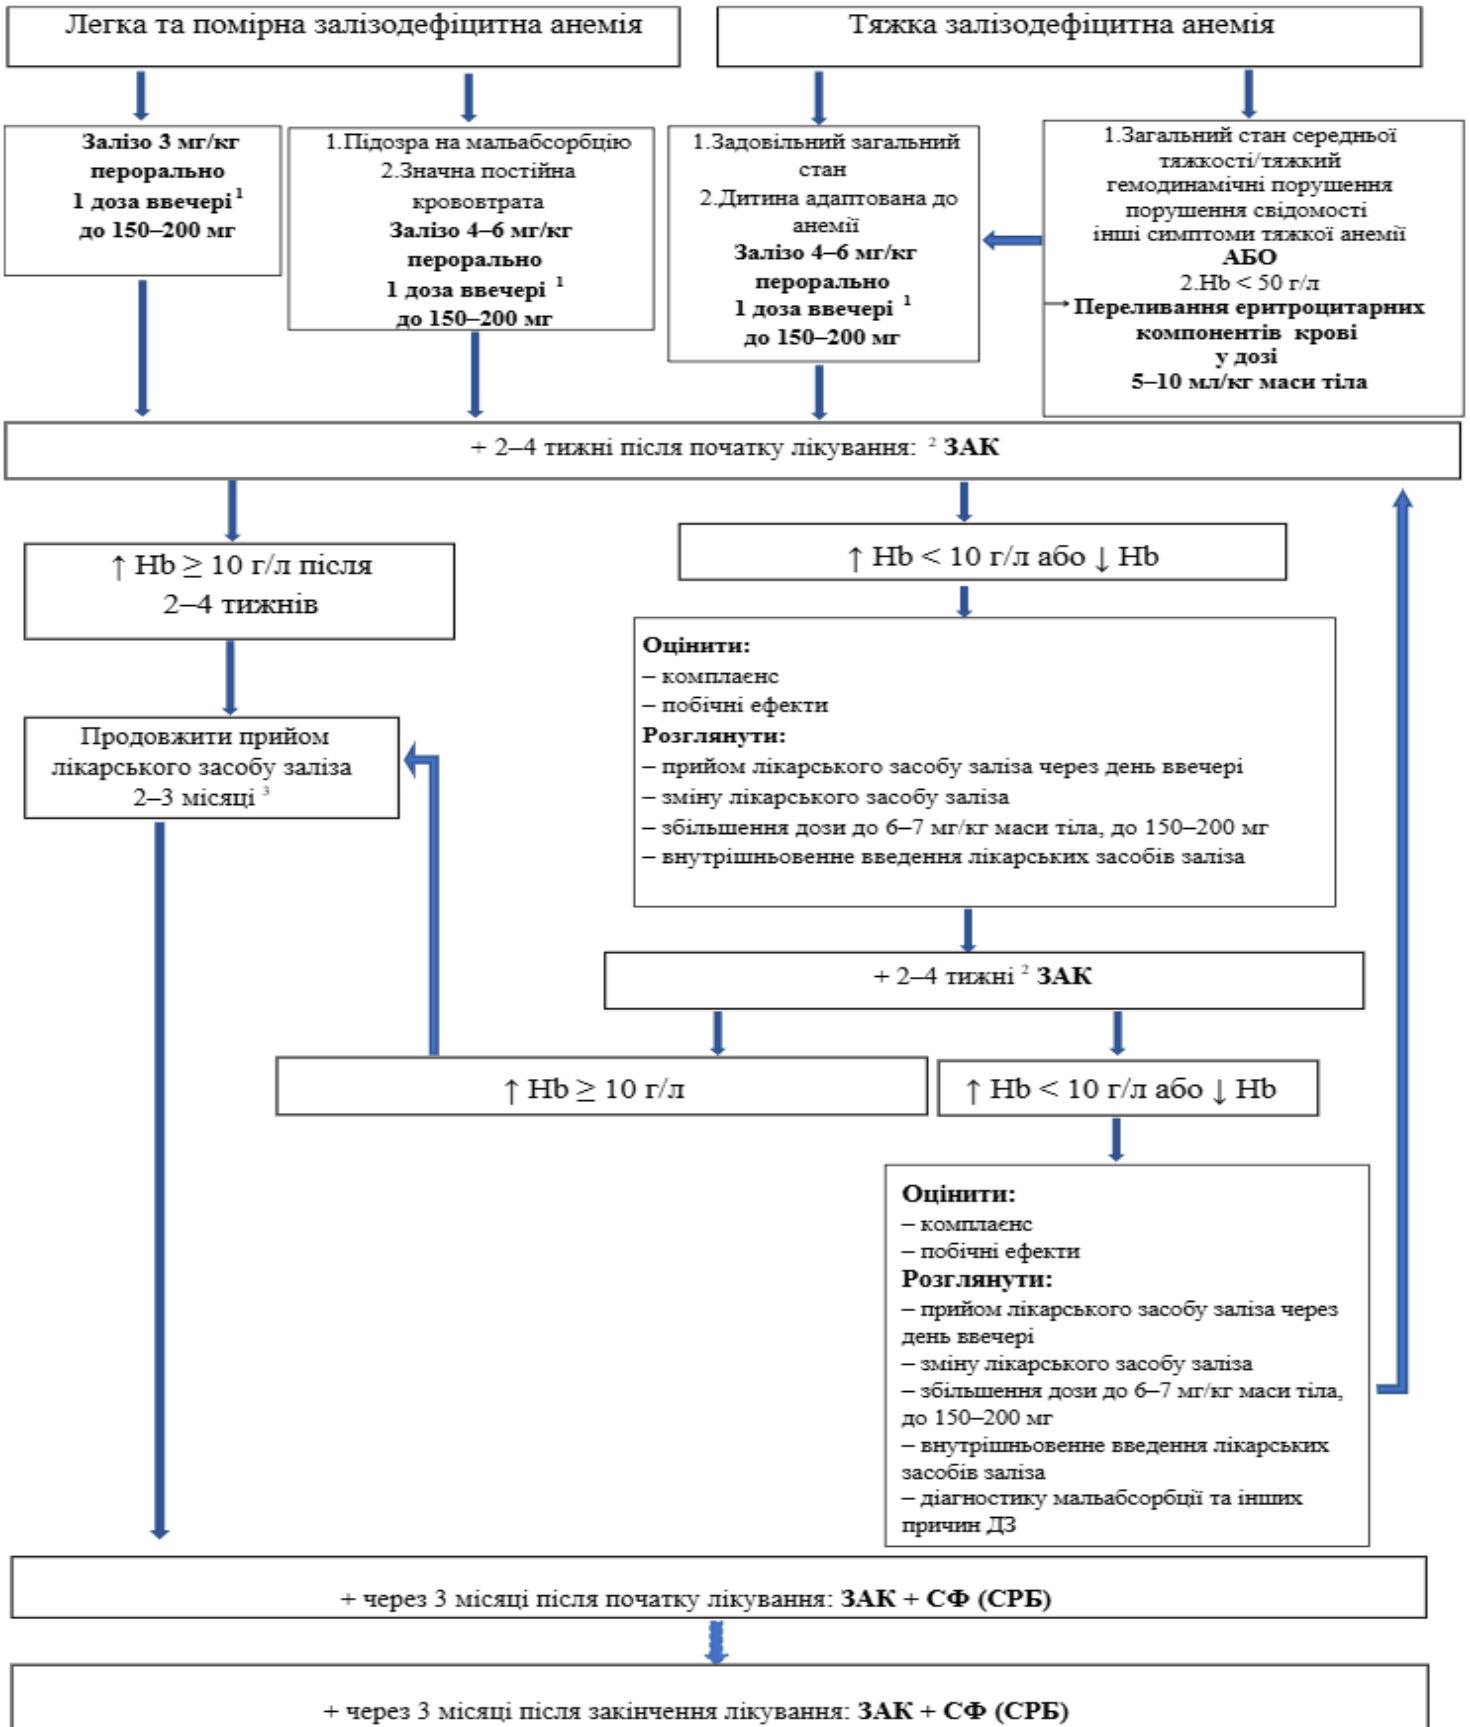 Легка та помірна залізодефіцитна анемія
Тяжка залізодефіцитна анемія
Залізо 3 мг/кг
перорально
1 доза ввечері 1
до 150–200 мг
1.Підозра на мальабсорбцію
2.Значна постійна
крововтрата
Залізо 4–6 мг/кг
перорально
1 доза ввечері 1
до 150–200 мг
1.Задовільний загальний
стан
2.Дитина адаптована до
анемії
Залізо 4–6 мг/кг
перорально
1 доза ввечері 1
до 150–200 мг
1.Загальний стан середньої
тяжкості/тяжкий
гемодинамічні порушення
порушення свідомості
інші симптоми тяжкої анемії
АБО
2.Hb < 50 г/л
→ Переливання еритроцитарних
компонентів крові
у дозі
5–10 мл/кг маси тіла
+ 2–4 тижні після початку лікування: 2 ЗАК
↑ Hb ≥ 10 г/л після
2–4 тижнів
↑ Hb < 10 г/л або ↓ Hb
Оцінити:
– комплаєнс
– побічні ефекти
Розглянути:
– прийом лікарського засобу заліза через день ввечері
– зміну лікарського засобу заліза
– збільшення дози до 6–7 мг/кг маси тіла, до 150–200 мг
– внутрішньовенне введення лікарських засобів заліза
Продовжити прийом
лікарського засобу заліза
2–3 місяці 3
+ 2–4 тижні 2 ЗАК
↑ Hb ≥ 10 г/л
↑ Hb < 10 г/л або ↓ Hb
Оцінити:
– комплаєнс
– побічні ефекти
Розглянути:
– прийом лікарського засобу заліза через
день ввечері
– зміну лікарського засобу заліза
– збільшення дози до 6–7 мг/кг маси тіла,
до 150–200 мг
– внутрішньовенне введення лікарських
засобів заліза
– діагностику мальабсорбції та інших
причин ДЗ
+ через 3 місяці після початку лікування: ЗАК + СФ (СРБ)
+ через 3 місяці після закінчення лікування: ЗАК + СФ (СРБ)